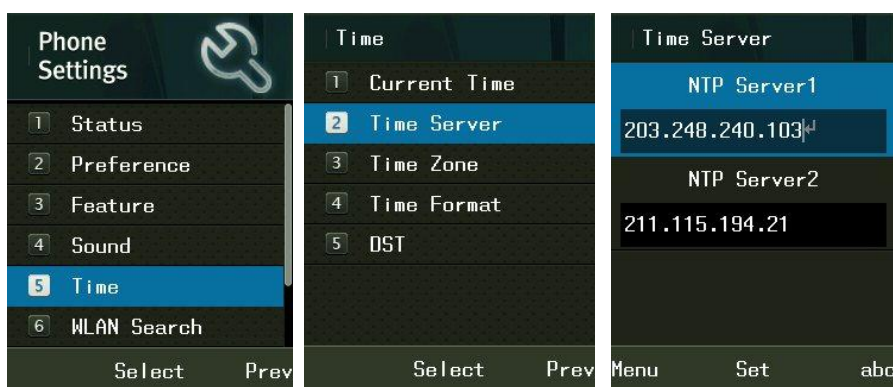 Phone
Settings
1 Status
2 Preference
3 Feature
4 Sound
5 Time
6 WLAN Search
Select Prev
Time
1 Current Time
2 Time Server
3 Time Zone
4 Time Format
5 DST
Select Prev
Time Server
NTP Server1
203.248.240.103
NTP Server2
211.115.194.21
Menu Set abc